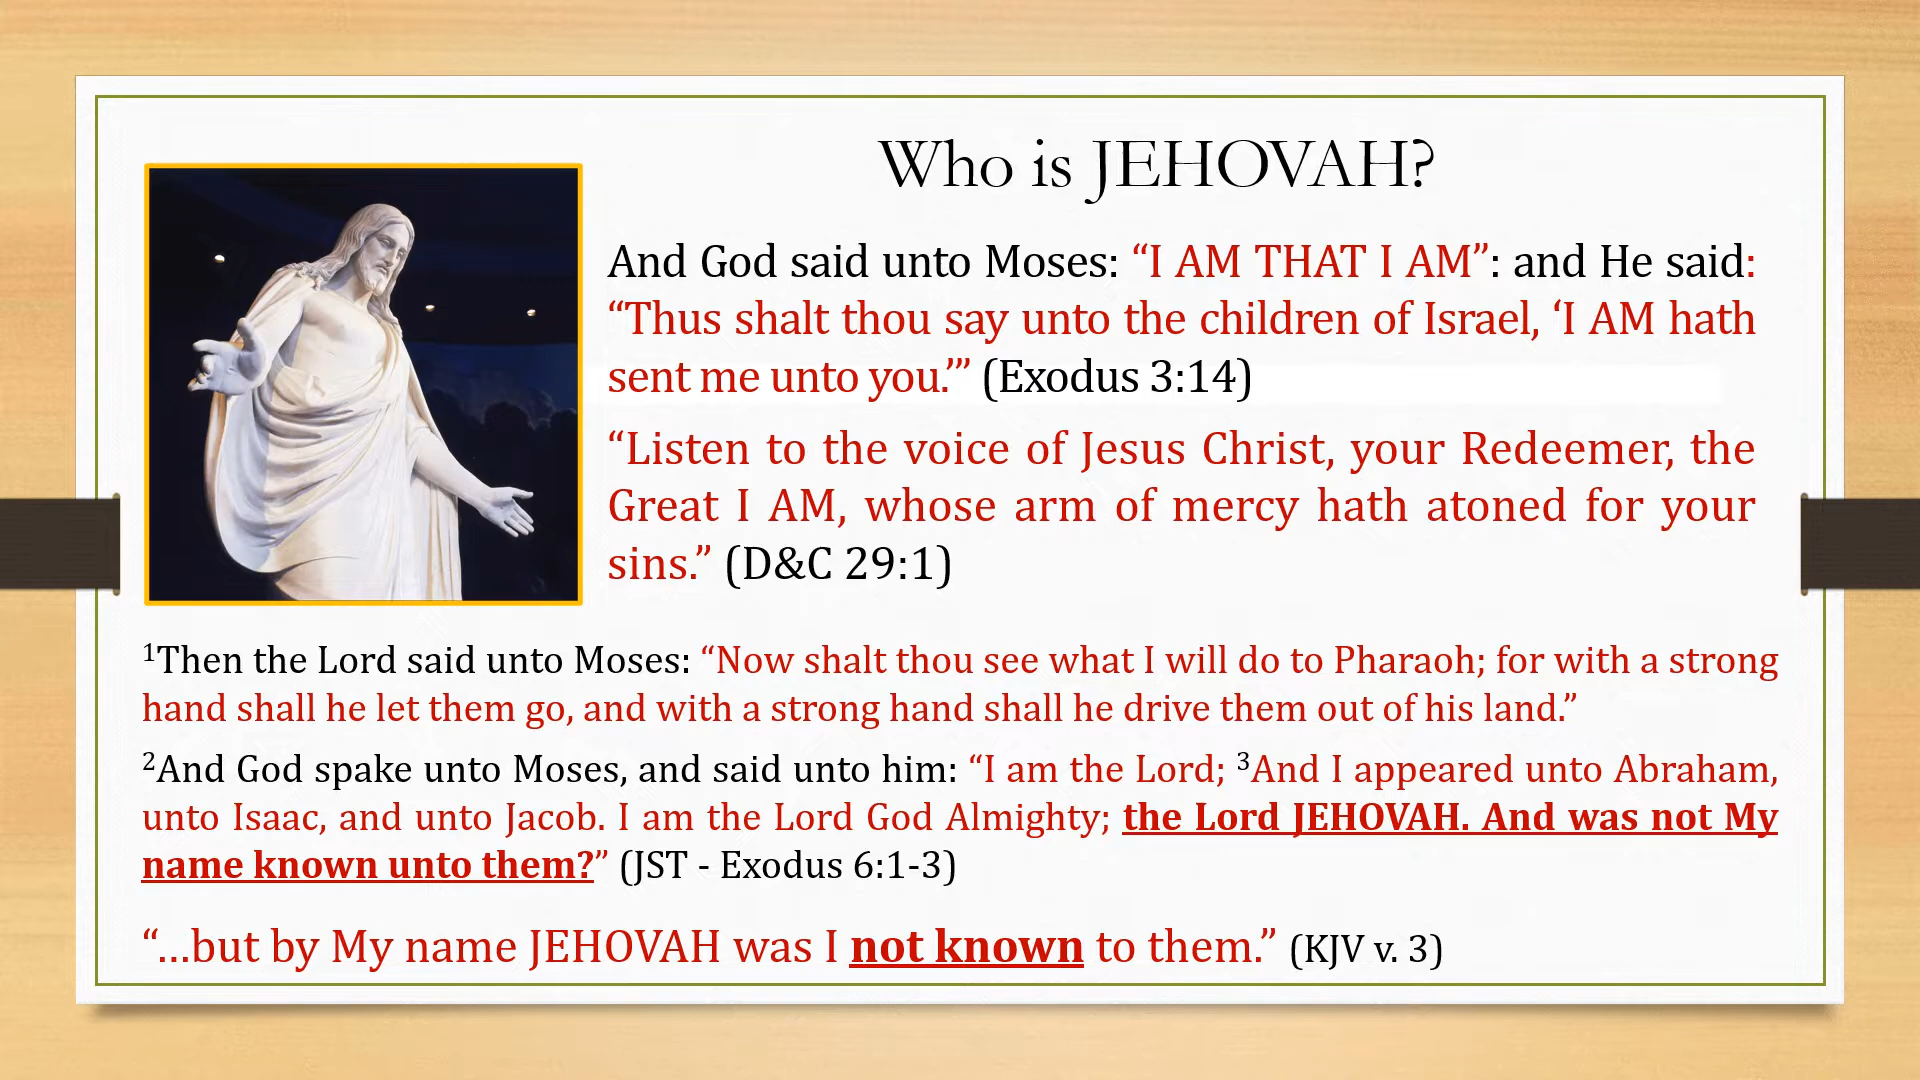 Who is JEHOVAH?
And God said unto Moses: “I AM THAT I AM”: and He said:
“Thus shalt thou say unto the children of Israel, ‘I AM hath
sent me unto you.’” (Exodus 3:14)
“Listen to the voice of Jesus Christ, your Redeemer, the
Great I AM, whose arm of mercy hath atoned for your
sins.” (D&C 29:1)
¹Then the Lord said unto Moses: “Now shalt thou see what I will do to Pharaoh; for with a strong
hand shall he let them go, and with a strong hand shall he drive them out of his land.”
²And God spake unto Moses, and said unto him: “I am the Lord; ³And I appeared unto Abraham,
unto Isaac, and unto Jacob. I am the Lord God Almighty; the Lord JEHOVAH. And was not My
name known unto them?” (JST - Exodus 6:1-3)
“…but by My name JEHOVAH was I not known to them.” (KJV v. 3)